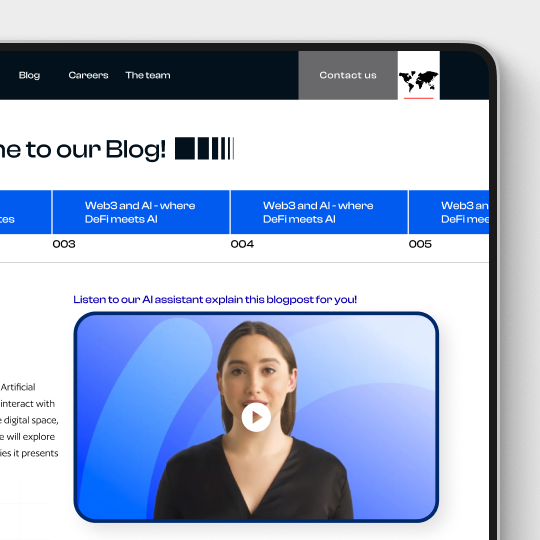 Blog Careers The team Contact us
ne to our Blog!
Web3 and AI - where
DeFi meets AI
Web3 and AI - where
DeFi meets AI
Web3 an
DeFi mee
tes
003
004
005
Listen to our AI assistant explain this blogpost for you!
Artificial
interact with
e digital space,
e will explore
ies it presents